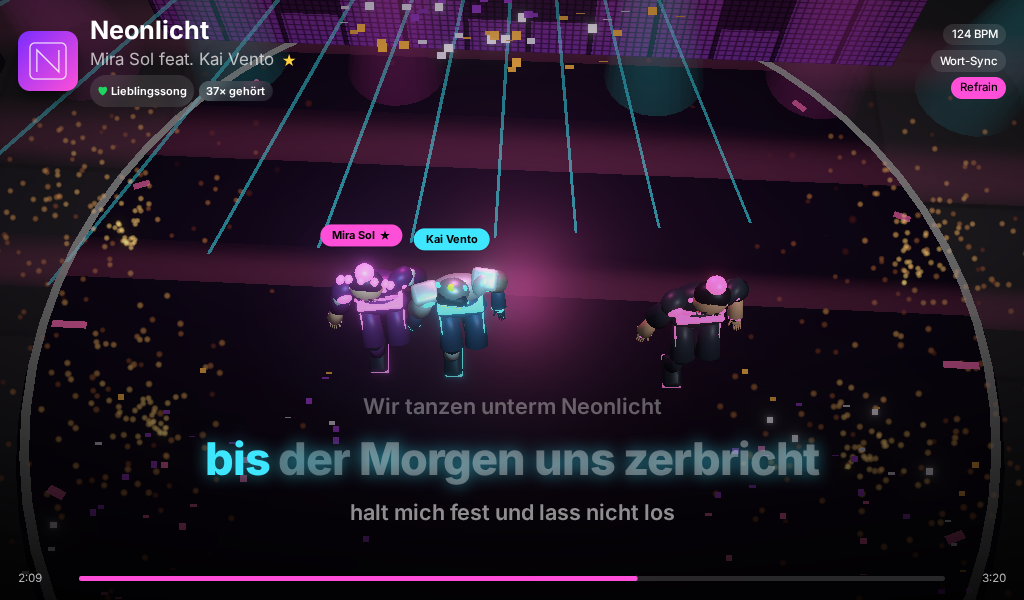 Neonlicht
Mira Sol feat. Kai Vento ★
Lieblingssong
37× gehört
N
124 BPM
Wort-Sync
Refrain
Mira Sol ★
Kai Vento
Wir tanzen unterm Neonlicht
bis der Morgen uns zerbricht
halt mich fest und lass nicht los
2:09
3:20